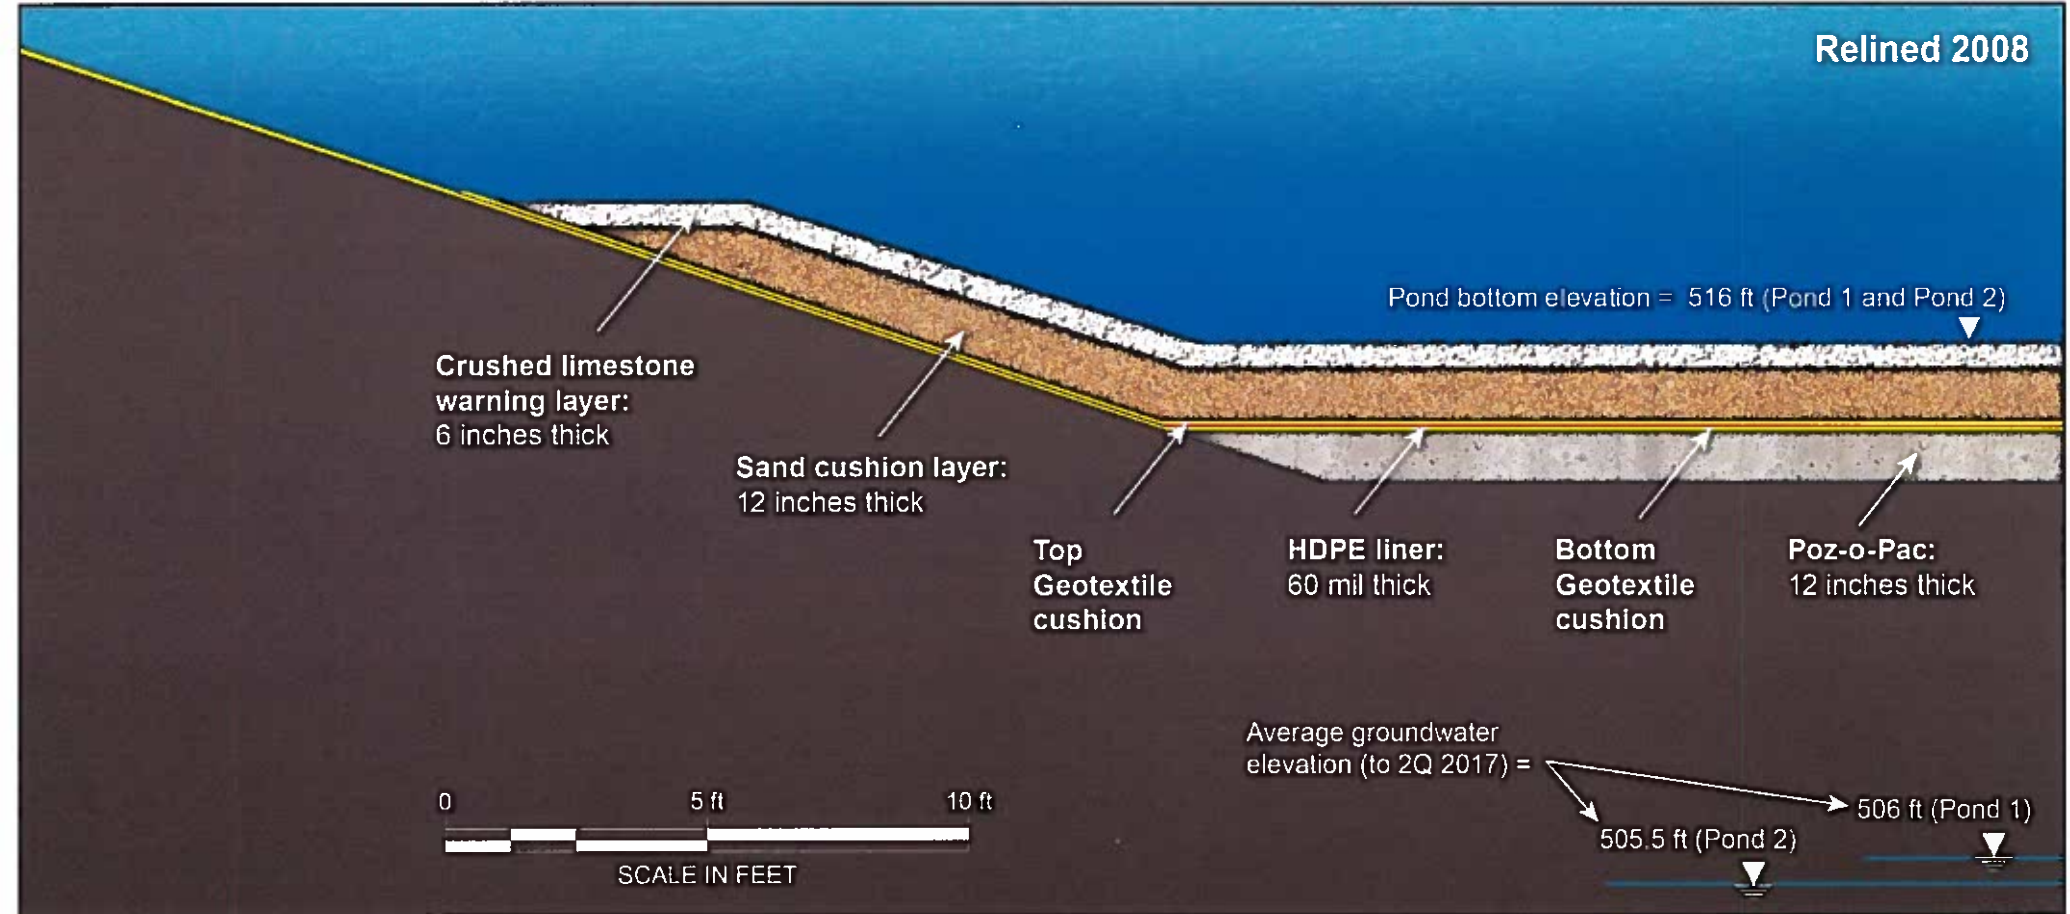 Relined 2008
Pond bottom elevation = 516 ft (Pond 1 and Pond 2)
Crushed limestone
warning layer:
6 inches thick
Sand cushion layer:
12 inches thick
Top
Geotextile
cushion
HDPE liner:
60 mil thick
Bottom
Geotextile
cushion
Poz-o-Pac:
12 inches thick
Average groundwater
elevation (to 2Q 2017) =
506 ft (Pond 1)
505.5 ft (Pond 2)
0 5 ft 10 ft
SCALE IN FEET